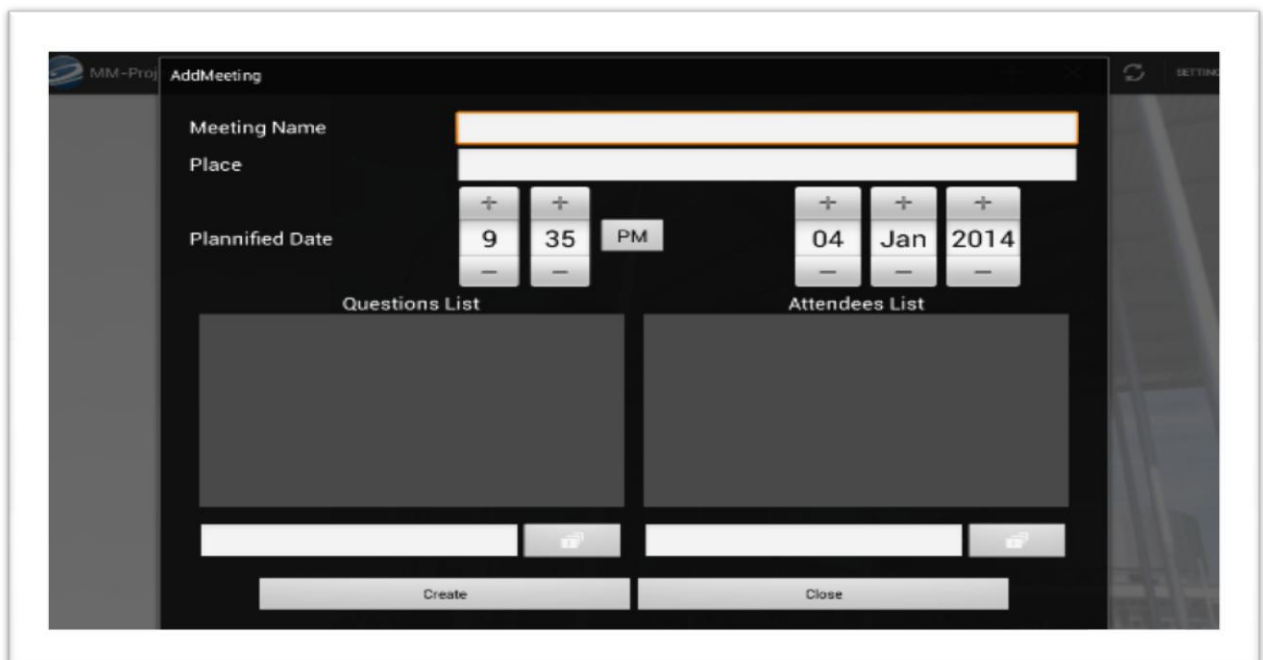 MM-Proj
AddMeeting
SETTING
Meeting Name
Place
+ + + + +
Plannified Date 9 35 PM 04 Jan 2014
- - - - -
Questions List Attendees List
Create Close